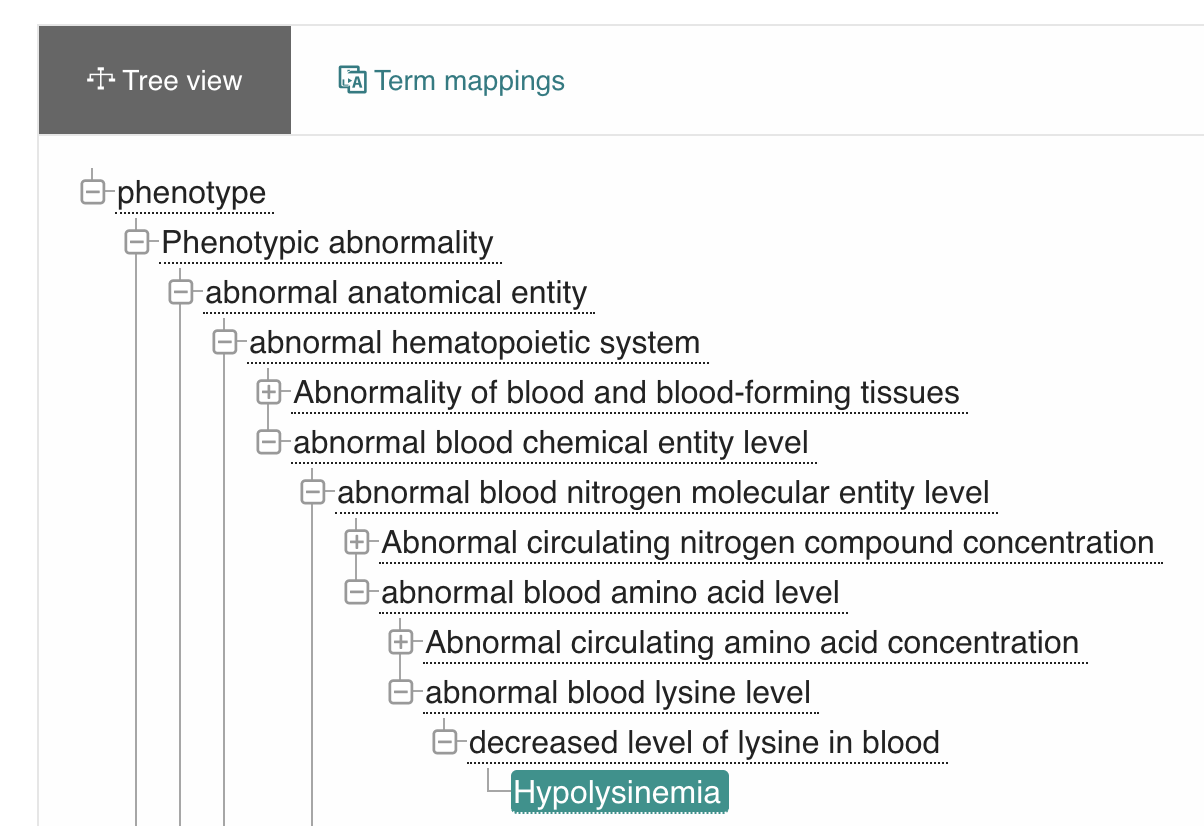 Tree view
Term mappings
phenotype
Phenotypic abnormality
abnormal anatomical entity
abnormal hematopoietic system
Abnormality of blood and blood-forming tissues
abnormal blood chemical entity level
abnormal blood nitrogen molecular entity level
Abnormal circulating nitrogen compound concentration
abnormal blood amino acid level
Abnormal circulating amino acid concentration
abnormal blood lysine level
decreased level of lysine in blood
Hypolysinemia